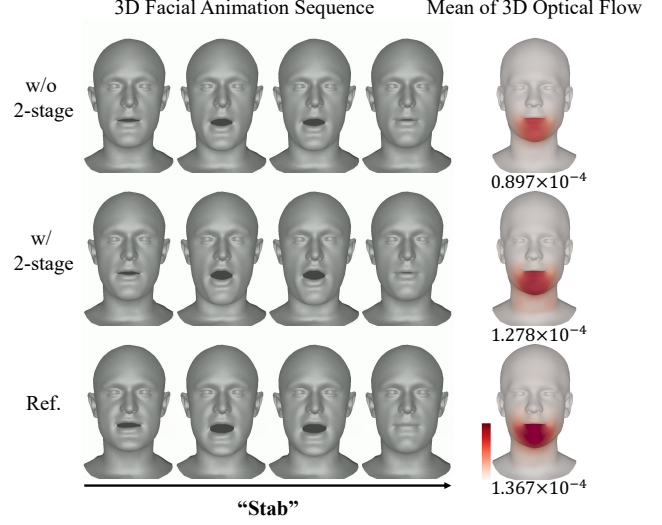 3D Facial Animation Sequence
Mean of 3D Optical Flow
w/o
2-stage
0.897×10⁻⁴
w/
2-stage
1.278×10⁻⁴
Ref.
1.367×10⁻⁴
“Stab”